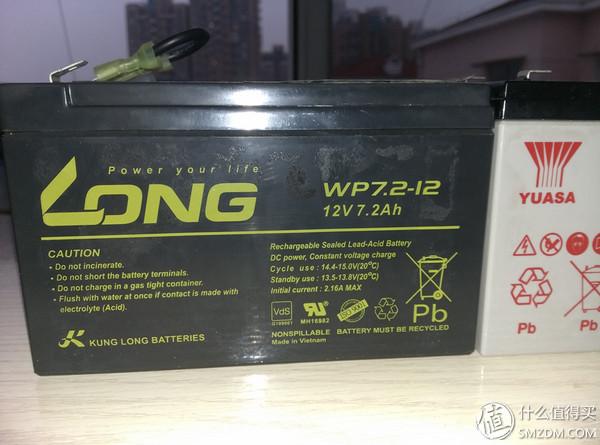 Power your life
LONG
WP7.2-12
12V 7.2Ah
CAUTION
• Do not incinerate.
• Do not short the battery terminals.
• Do not charge in a gas tight container.
• Flush with water at once if contact is made with
electrolyte (Acid).
KUNG LONG BATTERIES
Rechargeable Sealed Lead-Acid Battery
DC power, Constant voltage charge
Cycle use : 14.4-15.0V(20°C)
Standby use : 13.5-13.8V(20°C)
Initial current : 2.16A MAX
VdS
MH16982
ISO 9001
Pb
NONSPILLABLE BATTERY MUST BE RECYCLED
Made in Vietnam
YUASA
Pb
值 什么值得买
SMZDM.COM